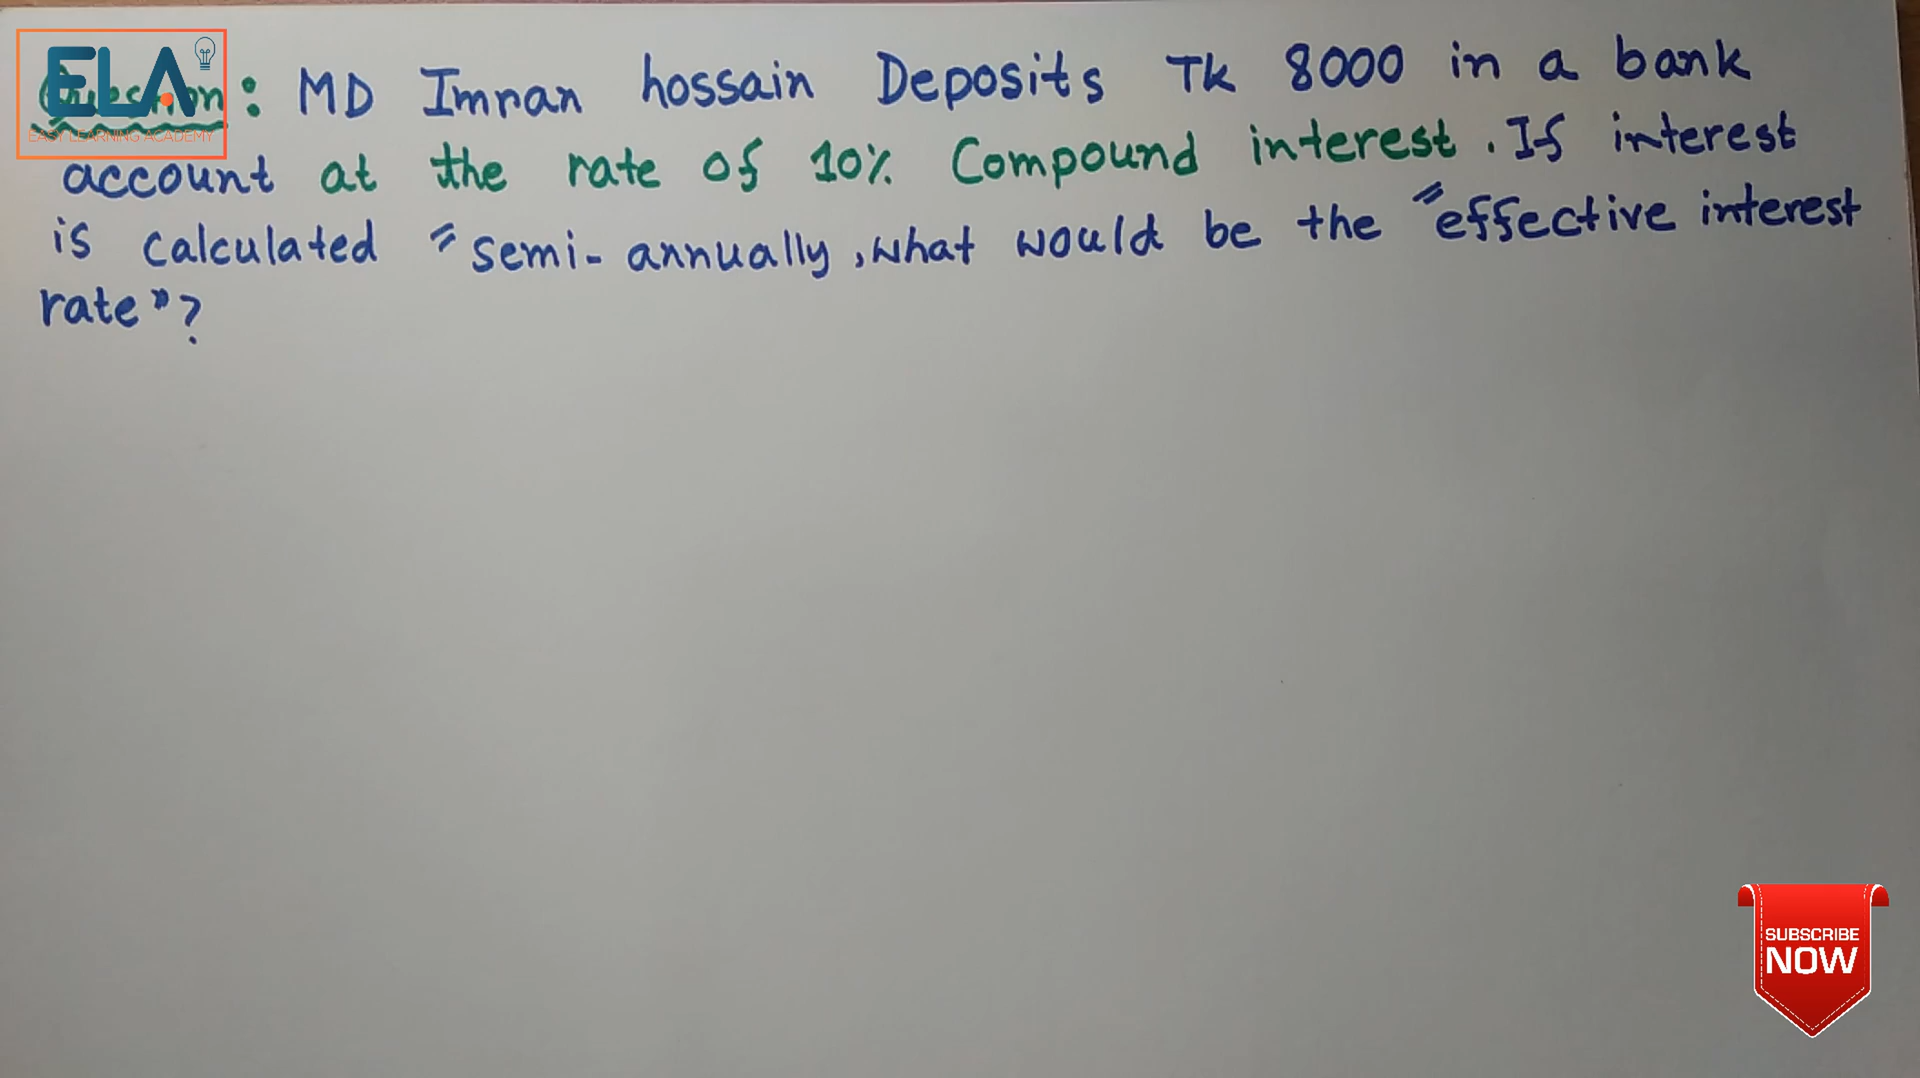 ELA
EASY LEARNING ACADEMY
Question: MD Imran hossain Deposits Tk 8000 in a bank
account at the rate of 10% Compound interest. If interest
is calculated "semi-annually, what would be the "effective interest
rate"?
SUBSCRIBE
NOW